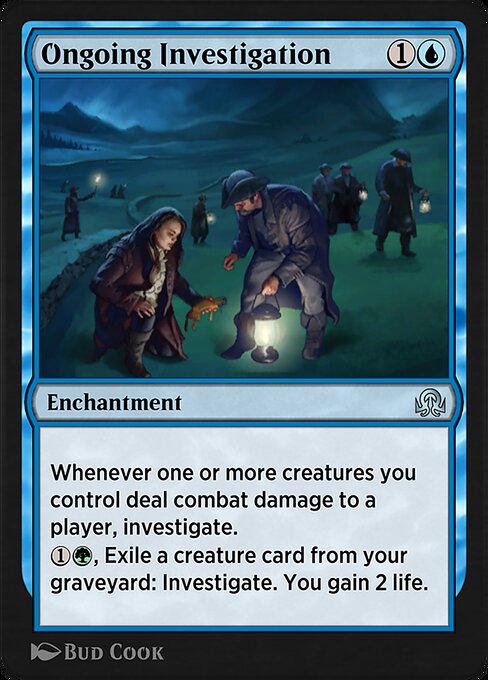 Ongoing Investigation 1
Enchantment
Whenever one or more creatures you
control deal combat damage to a
player, investigate.
1, Exile a creature card from your
graveyard: Investigate. You gain 2 life.
Bud Cook